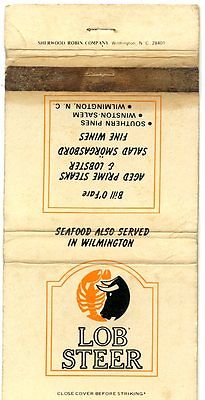 SHERWOOD ROBIN COMPANY Wilmington, N. C. 28401
Bill O'Fare
AGED PRIME STEAKS
& LOBSTER
SALAD SMORGASBORD
FINE WINES
• SOUTHERN PINES
• WINSTON-SALEM
• WILMINGTON, N. C.
SEAFOOD ALSO SERVED
IN WILMINGTON
LOB'
STEER
CLOSE COVER BEFORE STRIKING